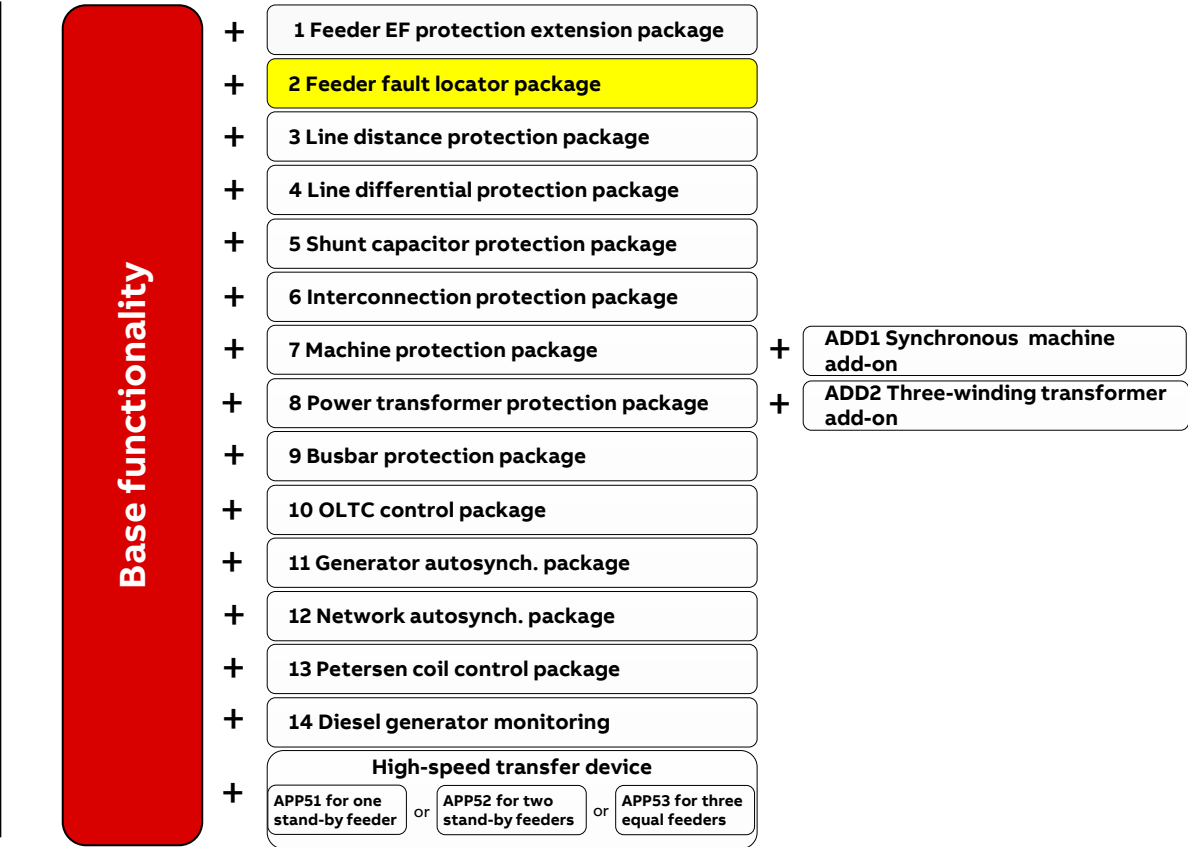 Base functionality
+
1 Feeder EF protection extension package
+
2 Feeder fault locator package
+
3 Line distance protection package
+
4 Line differential protection package
+
5 Shunt capacitor protection package
+
6 Interconnection protection package
+
7 Machine protection package
+
ADD1 Synchronous machine
add-on
+
8 Power transformer protection package
+
ADD2 Three-winding transformer
add-on
+
9 Busbar protection package
+
10 OLTC control package
+
11 Generator autosynch. package
+
12 Network autosynch. package
+
13 Petersen coil control package
+
14 Diesel generator monitoring
+
High-speed transfer device
APP51 for one
stand-by feeder
or
APP52 for two
stand-by feeders
or
APP53 for three
equal feeders